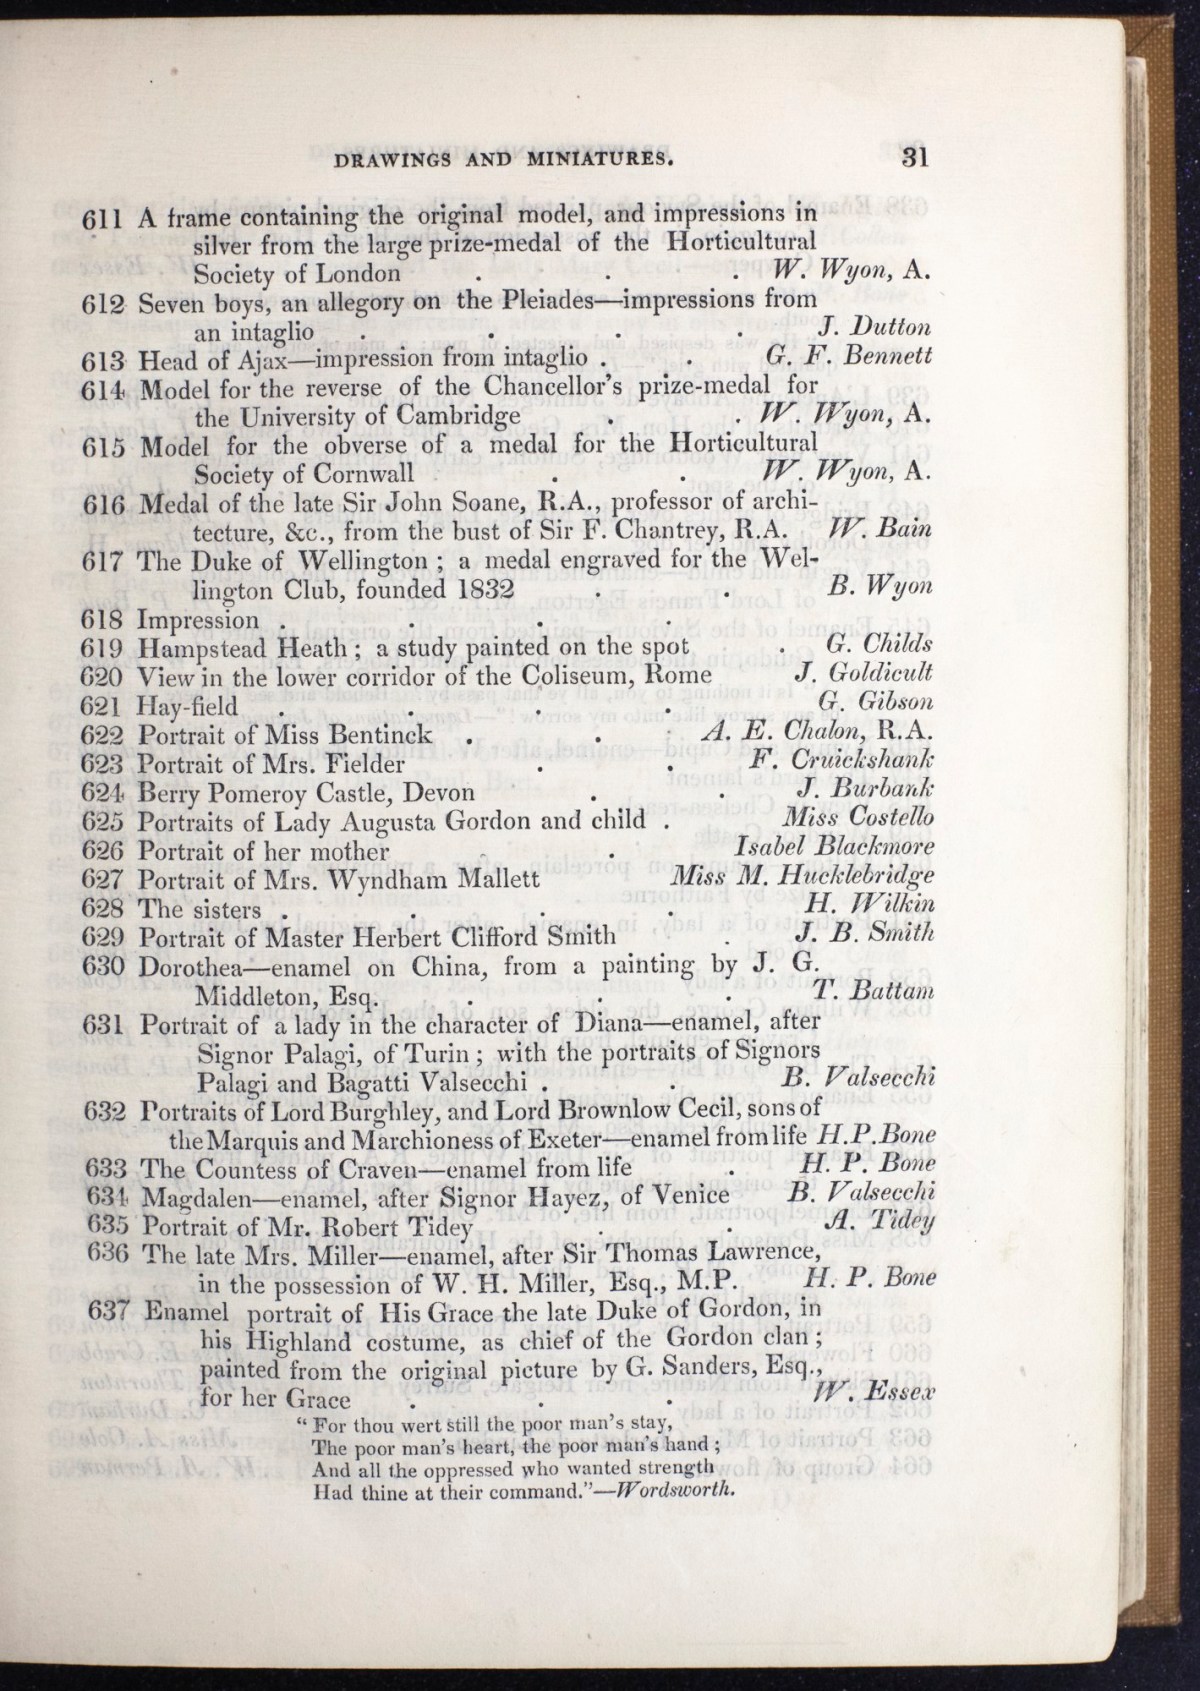 DRAWINGS AND MINIATURES. 31
611 A frame containing the original model, and impressions in
silver from the large prize-medal of the Horticultural
Society of London . . . W. Wyon, A.
612 Seven boys, an allegory on the Pleiades—impressions from
an intaglio . . . . J. Dutton
613 Head of Ajax—impression from intaglio . . G. F. Bennett
614 Model for the reverse of the Chancellor's prize-medal for
the University of Cambridge . . W. Wyon, A.
615 Model for the obverse of a medal for the Horticultural
Society of Cornwall . . W Wyon, A.
616 Medal of the late Sir John Soane, R.A., professor of archi-
tecture, &c., from the bust of Sir F. Chantrey, R.A. W. Bain
617 The Duke of Wellington; a medal engraved for the Wel-
lington Club, founded 1832 . . B. Wyon
618 Impression . . . .
619 Hampstead Heath; a study painted on the spot . G. Childs
620 View in the lower corridor of the Coliseum, Rome J. Goldicult
621 Hay-field . . . . G. Gibson
622 Portrait of Miss Bentinck . . A. E. Chalon, R.A.
623 Portrait of Mrs. Fielder . . F. Cruickshank
624 Berry Pomeroy Castle, Devon . . J. Burbank
625 Portraits of Lady Augusta Gordon and child . Miss Costello
626 Portrait of her mother . . Isabel Blackmore
627 Portrait of Mrs. Wyndham Mallett Miss M. Hucklebridge
628 The sisters . . . . H. Wilkin
629 Portrait of Master Herbert Clifford Smith . J. B. Smith
630 Dorothea—enamel on China, from a painting by J. G.
Middleton, Esq. . . . T. Battam
631 Portrait of a lady in the character of Diana—enamel, after
Signor Palagi, of Turin; with the portraits of Signors
Palagi and Bagatti Valsecchi . . B. Valsecchi
632 Portraits of Lord Burghley, and Lord Brownlow Cecil, sons of
the Marquis and Marchioness of Exeter—enamel from life H.P.Bone
633 The Countess of Craven—enamel from life . H. P. Bone
634 Magdalen—enamel, after Signor Hayez, of Venice B. Valsecchi
635 Portrait of Mr. Robert Tidey . . A. Tidey
636 The late Mrs. Miller—enamel, after Sir Thomas Lawrence,
in the possession of W. H. Miller, Esq., M.P. H. P. Bone
637 Enamel portrait of His Grace the late Duke of Gordon, in
his Highland costume, as chief of the Gordon clan;
painted from the original picture by G. Sanders, Esq.,
for her Grace . . . W. Essex
"For thou wert still the poor man's stay,
The poor man's heart, the poor man's hand;
And all the oppressed who wanted strength
Had thine at their command."—Wordsworth.